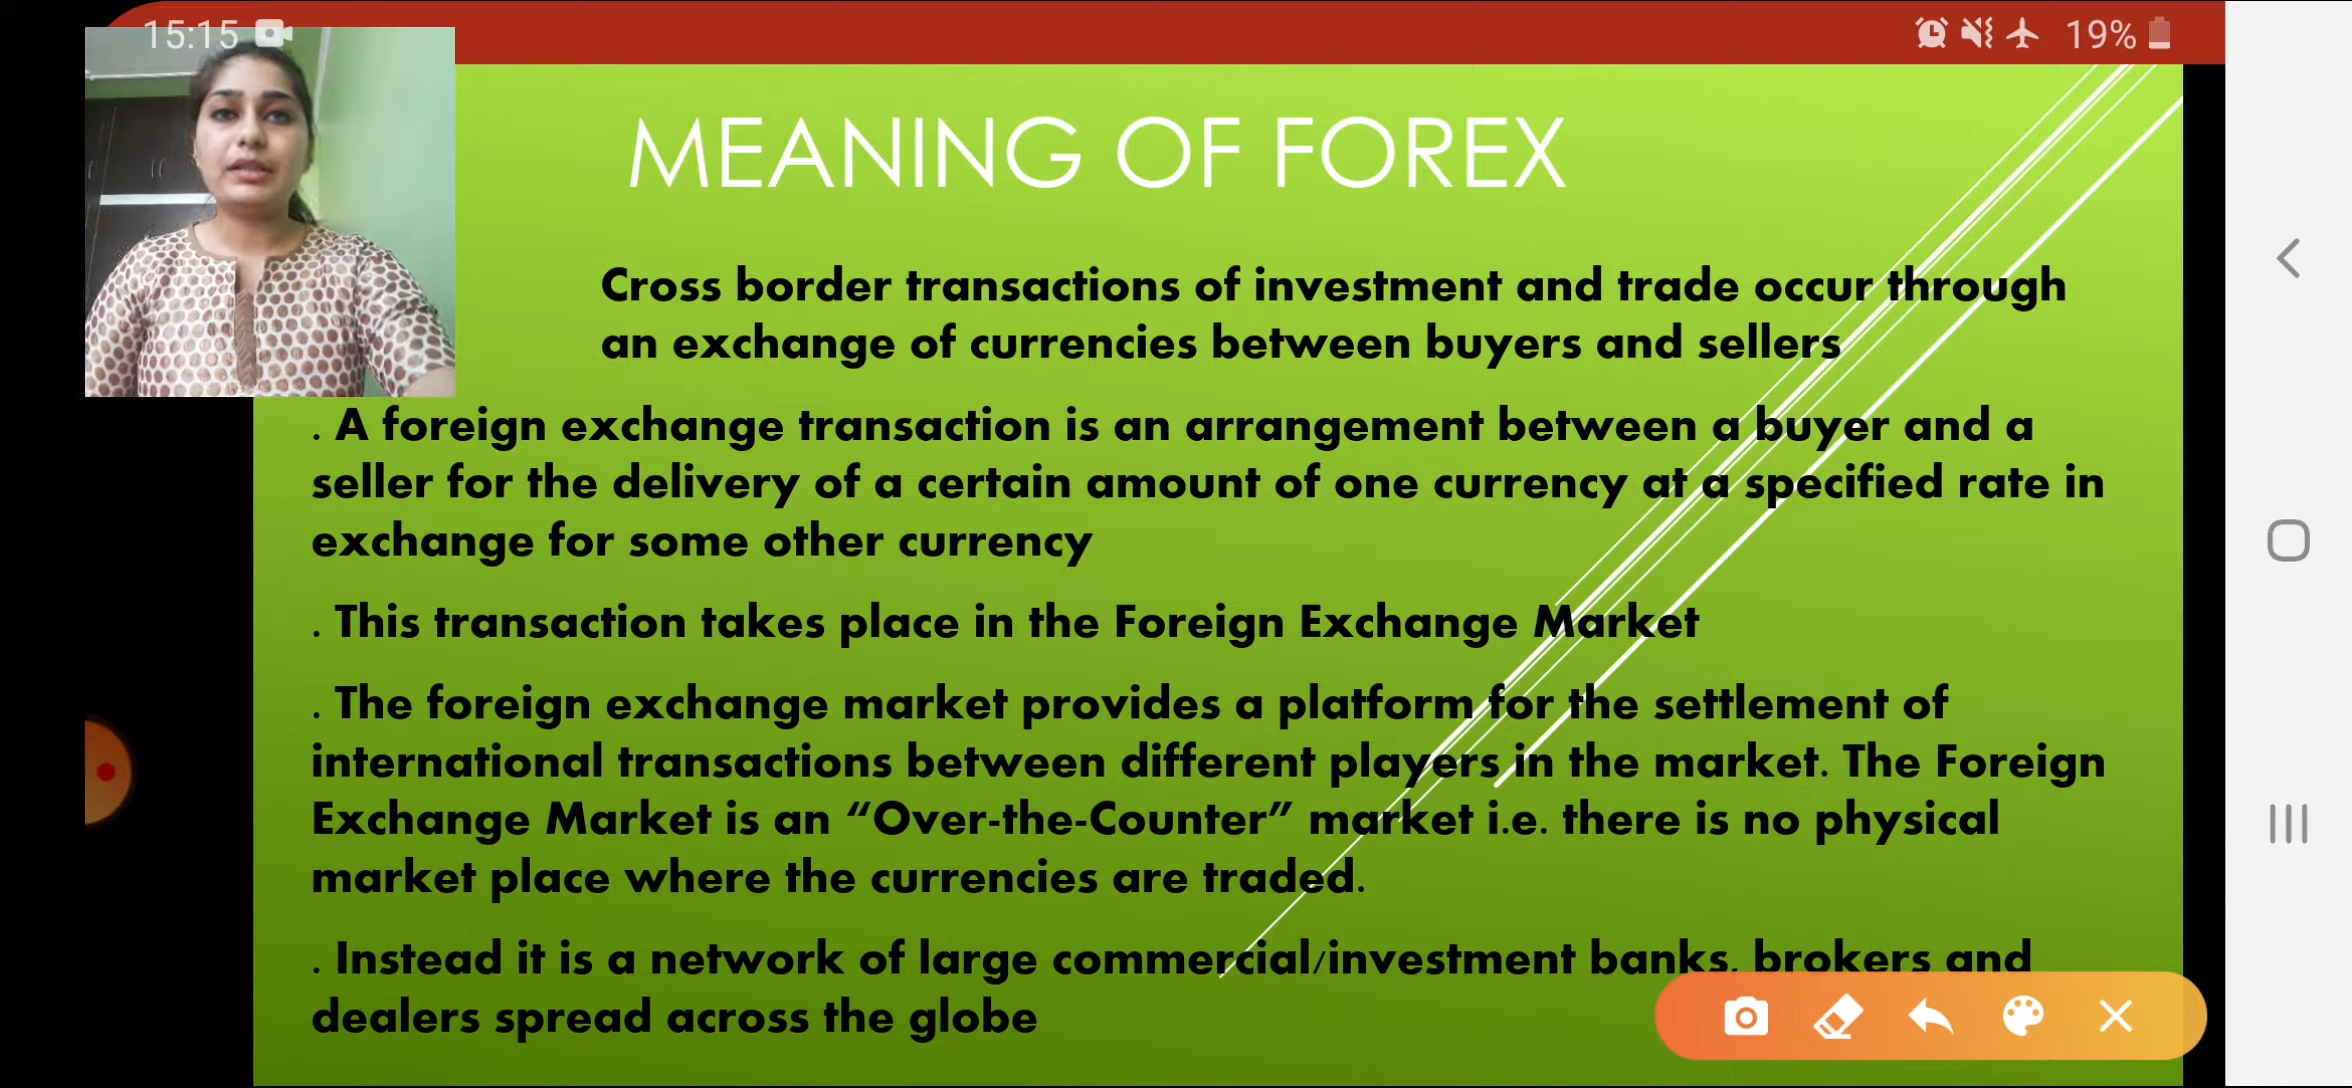 15:15
19%
MEANING OF FOREX
Cross border transactions of investment and trade occur through
an exchange of currencies between buyers and sellers
. A foreign exchange transaction is an arrangement between a buyer and a
seller for the delivery of a certain amount of one currency at a specified rate in
exchange for some other currency
. This transaction takes place in the Foreign Exchange Market
. The foreign exchange market provides a platform for the settlement of
international transactions between different players in the market. The Foreign
Exchange Market is an “Over-the-Counter” market i.e. there is no physical
market place where the currencies are traded.
. Instead it is a network of large commercial/investment banks, brokers and
dealers spread across the globe